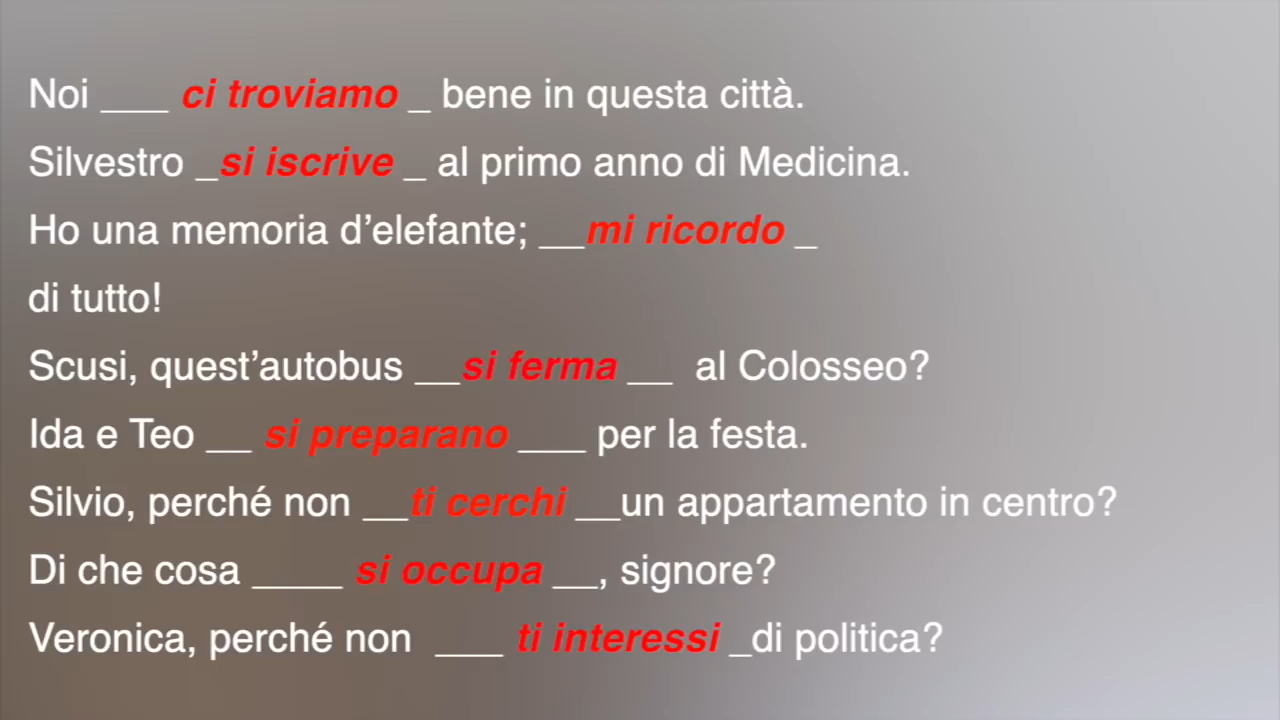 Noi ___ ci troviamo _ bene in questa città.
Silvestro _si iscrive _ al primo anno di Medicina.
Ho una memoria d’elefante; __mi ricordo _
di tutto!
Scusi, quest’autobus __si ferma __ al Colosseo?
Ida e Teo __ si preparano ___ per la festa.
Silvio, perché non __ti cerchi __un appartamento in centro?
Di che cosa ____ si occupa __, signore?
Veronica, perché non ___ ti interessi _di politica?